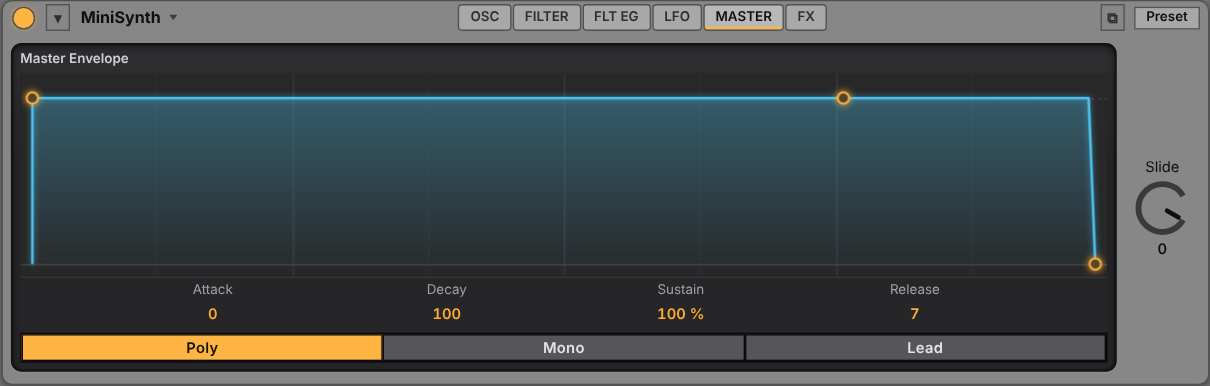 MiniSynth
OSC FILTER FLT EG LFO MASTER FX
Preset
Master Envelope
Attack Decay Sustain Release
0 100 100 % 7
Poly Mono Lead
Slide
0